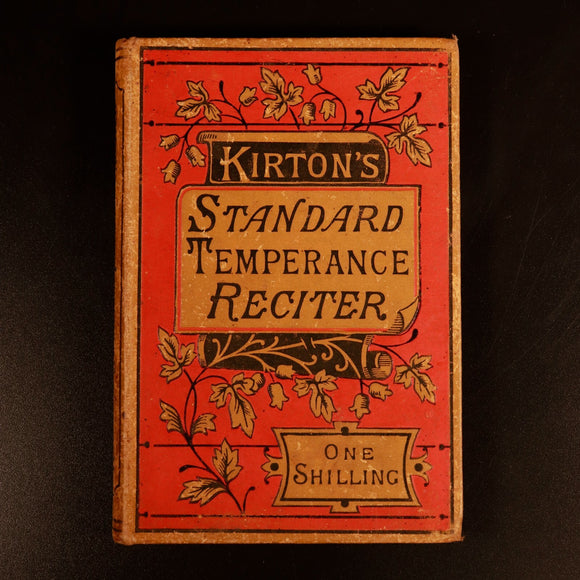 KIRTON'S
STANDARD
TEMPERANCE
RECITER
ONE
SHILLING